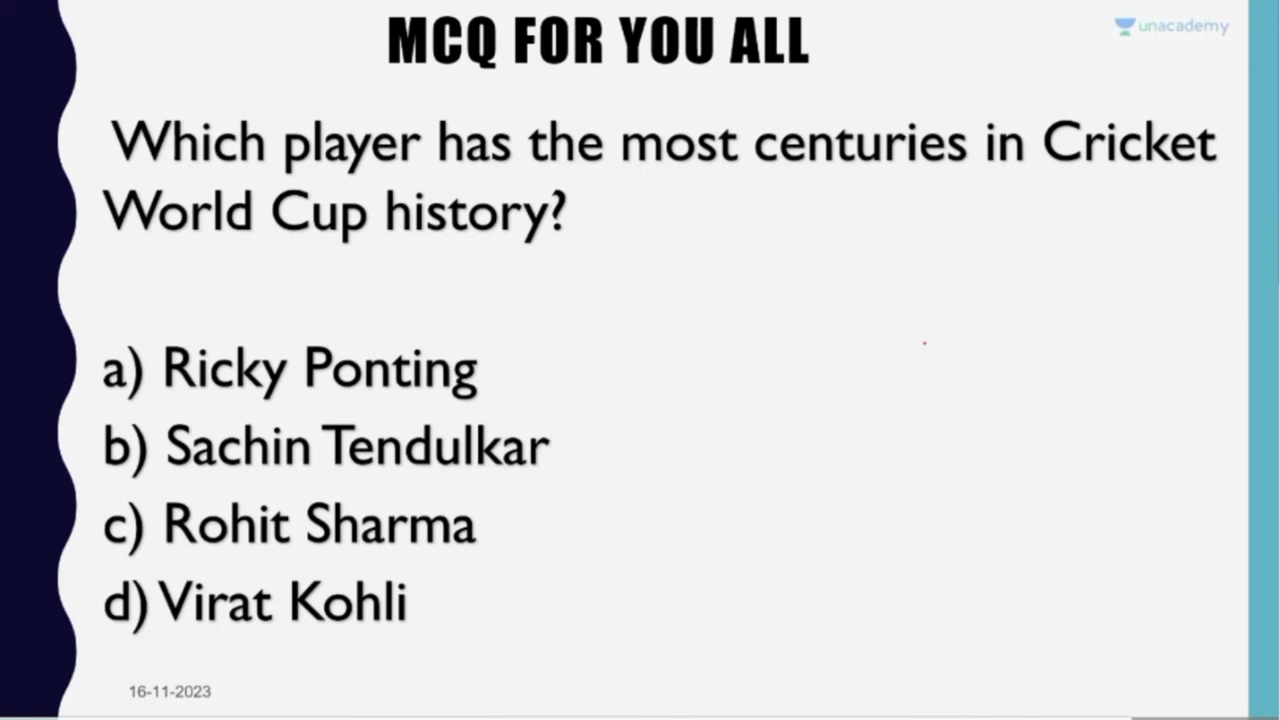 MCQ FOR YOU ALL
unacademy
Which player has the most centuries in Cricket
World Cup history?
a) Ricky Ponting
b) Sachin Tendulkar
c) Rohit Sharma
d) Virat Kohli
16-11-2023